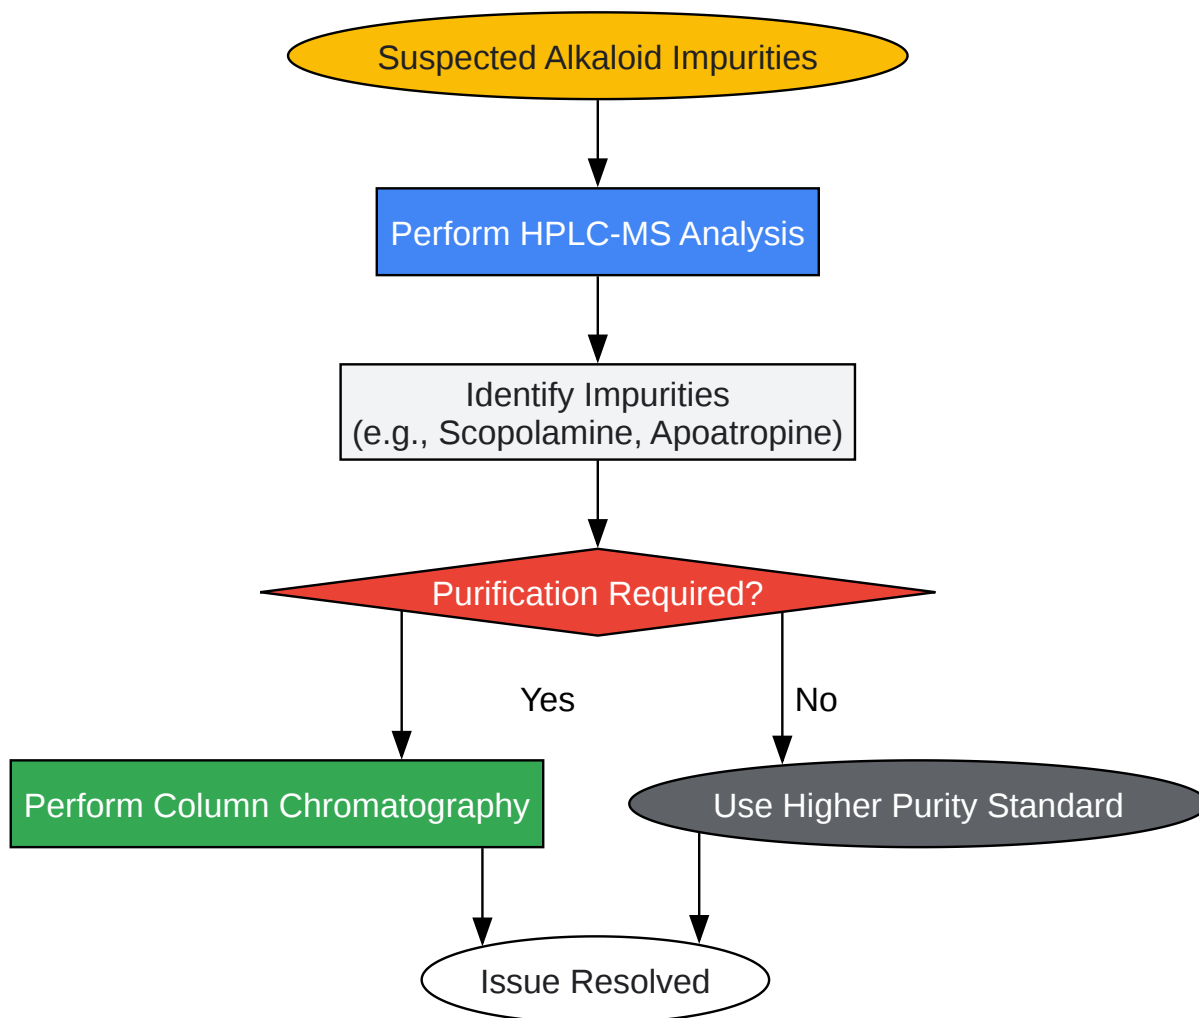 Suspected Alkaloid Impurities
Perform HPLC-MS Analysis
Identify Impurities
(e.g., Scopolamine, Apoatropine)
Purification Required?
Yes
No
Perform Column Chromatography
Use Higher Purity Standard
Issue Resolved